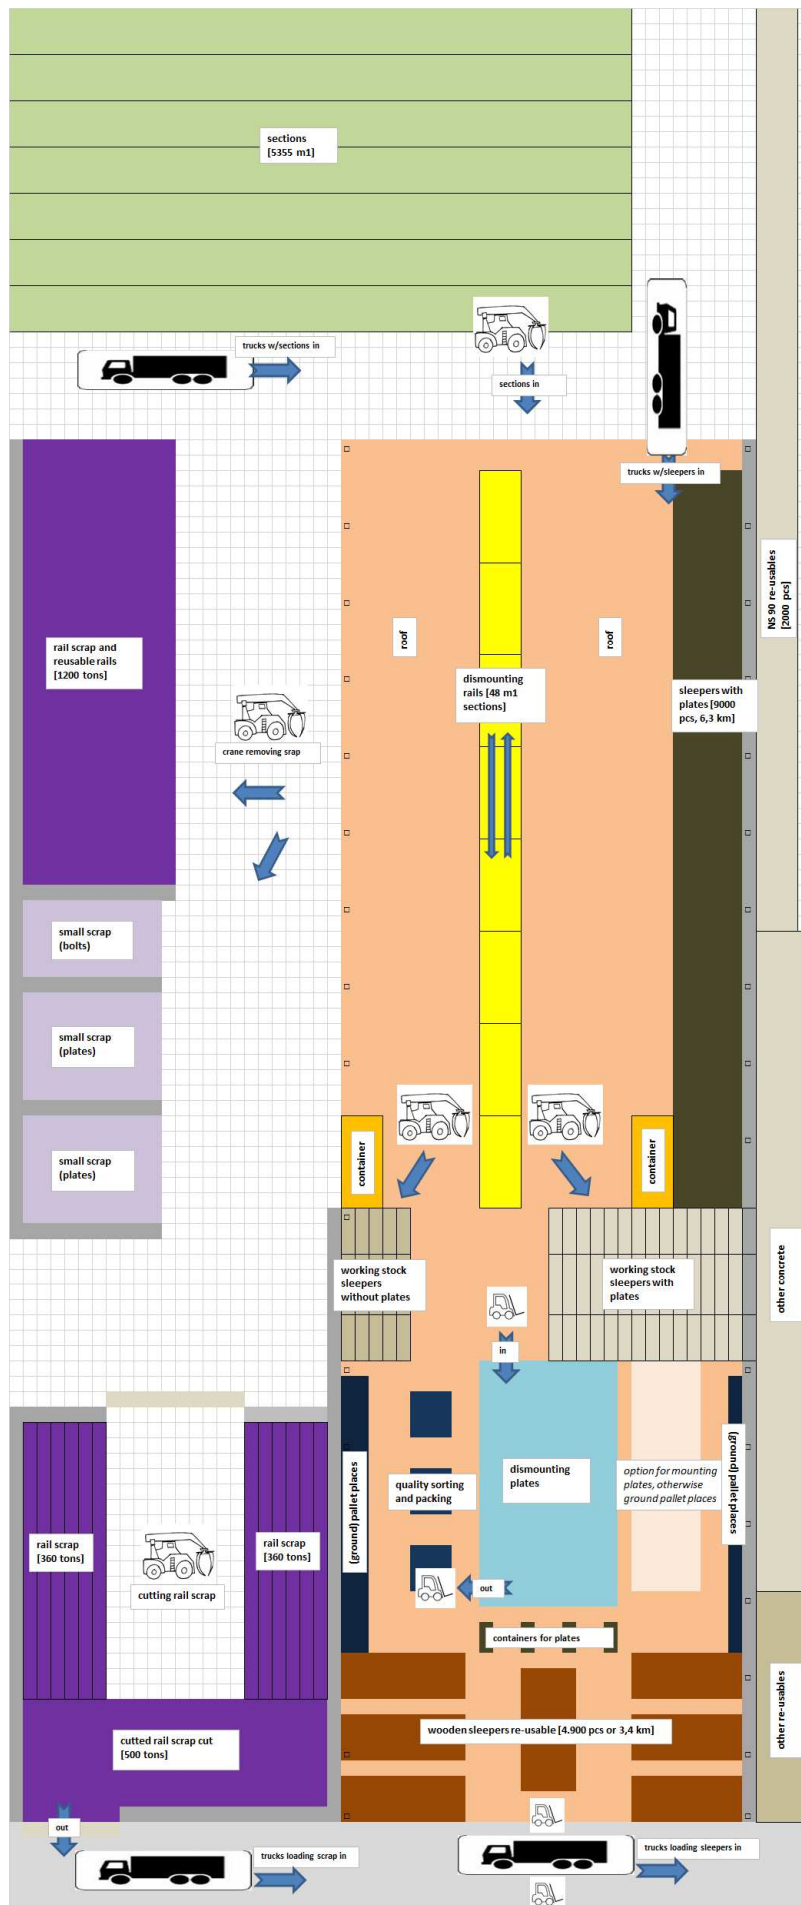 sections
[5355 m1]
trucks w/sections in
sections in
trucks w/sleepers in
NS 90 re-usables
[2000 pcs]
roof
roof
rail scrap and
reusable rails
[1200 tons]
dismounting
rails [48 m1
sections]
sleepers with
plates [9000
pcs, 6,3 km]
crane removing srap
small scrap
(bolts)
small scrap
(plates)
small scrap
(plates)
container
container
working stock
sleepers
without plates
working stock
sleepers with
plates
other concrete
in
(ground) pallet places
quality sorting
and packing
dismounting
plates
option for mounting
plates, otherwise
ground pallet places
(ground) pallet places
rail scrap
[360 tons]
rail scrap
[360 tons]
cutting rail scrap
out
containers for plates
other re-usables
cutted rail scrap cut
[500 tons]
wooden sleepers re-usable [4.900 pcs or 3,4 km]
out
trucks loading scrap in
trucks loading sleepers in